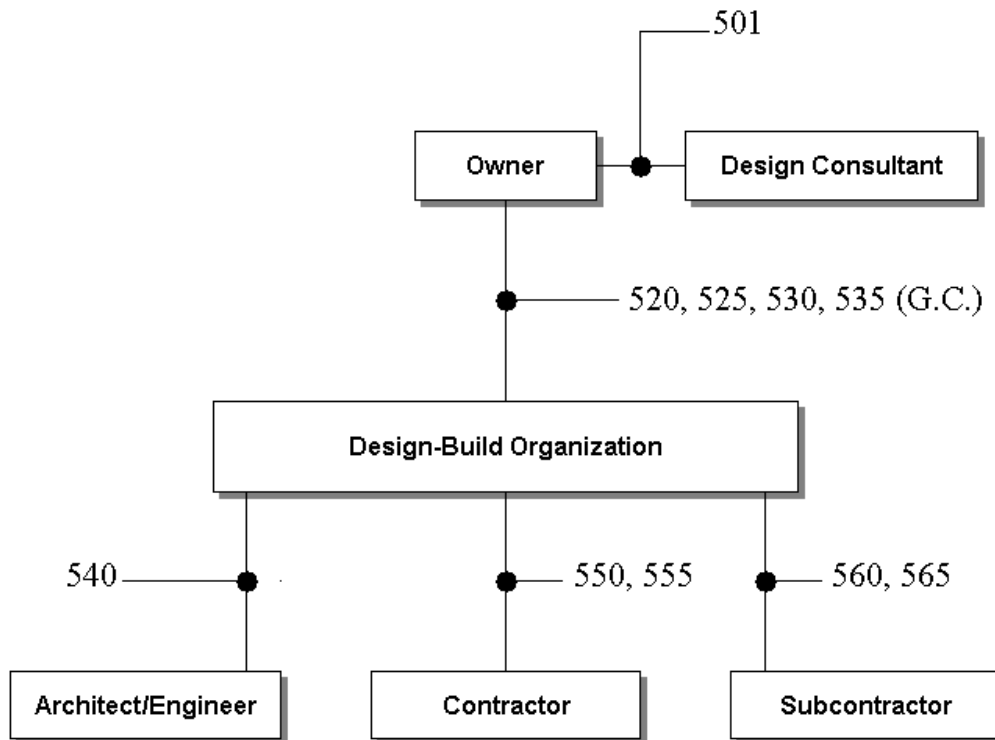 501
Owner
Design Consultant
520, 525, 530, 535 (G.C.)
Design-Build Organization
540
550, 555
560, 565
Architect/Engineer
Contractor
Subcontractor